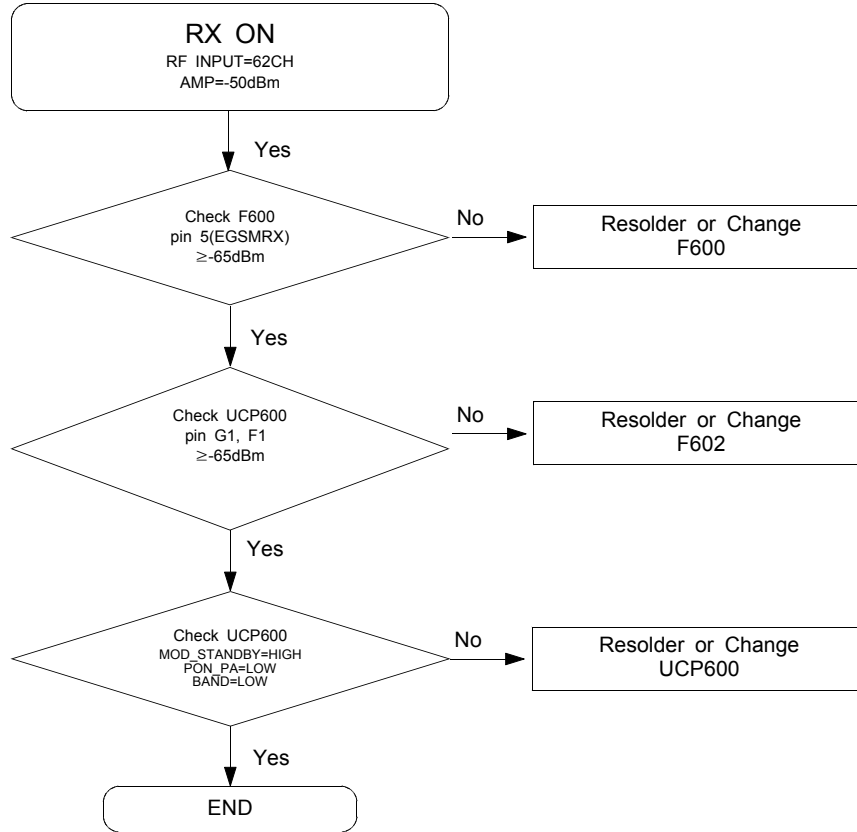 RX ON
RF INPUT=62CH
AMP=-50dBm
Yes
Check F600
pin 5(EGSMRX)
≥-65dBm
No
Resolder or Change
F600
Yes
Check UCP600
pin G1, F1
≥-65dBm
No
Resolder or Change
F602
Yes
Check UCP600
MOD_STANDBY=HIGH
PON_PA=LOW
BAND=LOW
No
Resolder or Change
UCP600
Yes
END